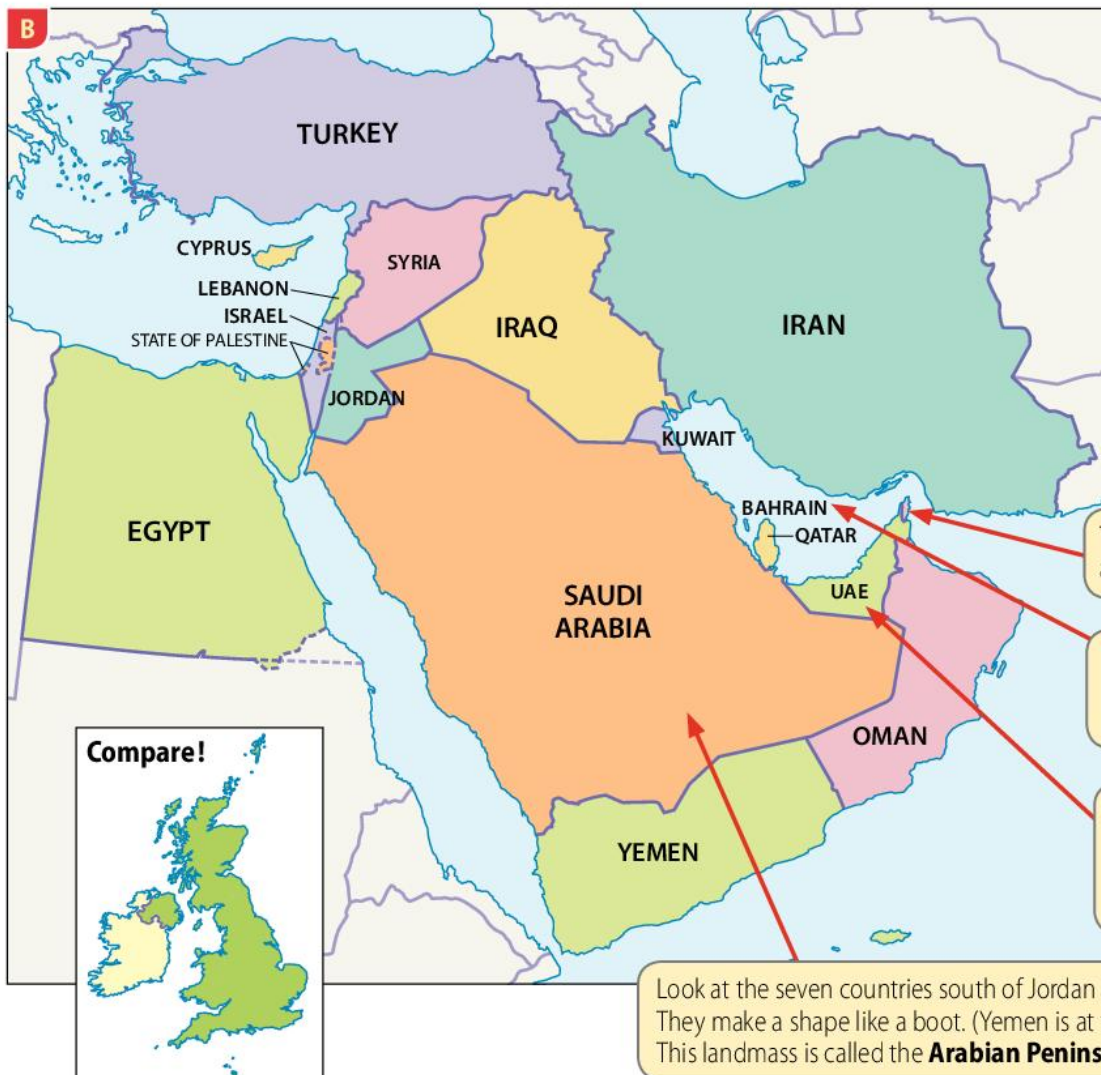 B
TURKEY
CYPRUS
SYRIA
LEBANON
ISRAEL
STATE OF PALESTINE
IRAQ
IRAN
JORDAN
KUWAIT
BAHRAIN
QATAR
EGYPT
SAUDI
ARABIA
UAE
OMAN
YEMEN
Compare!
Look at the seven countries south of Jordan
They make a shape like a boot. (Yemen is at
This landmass is called the Arabian Penins